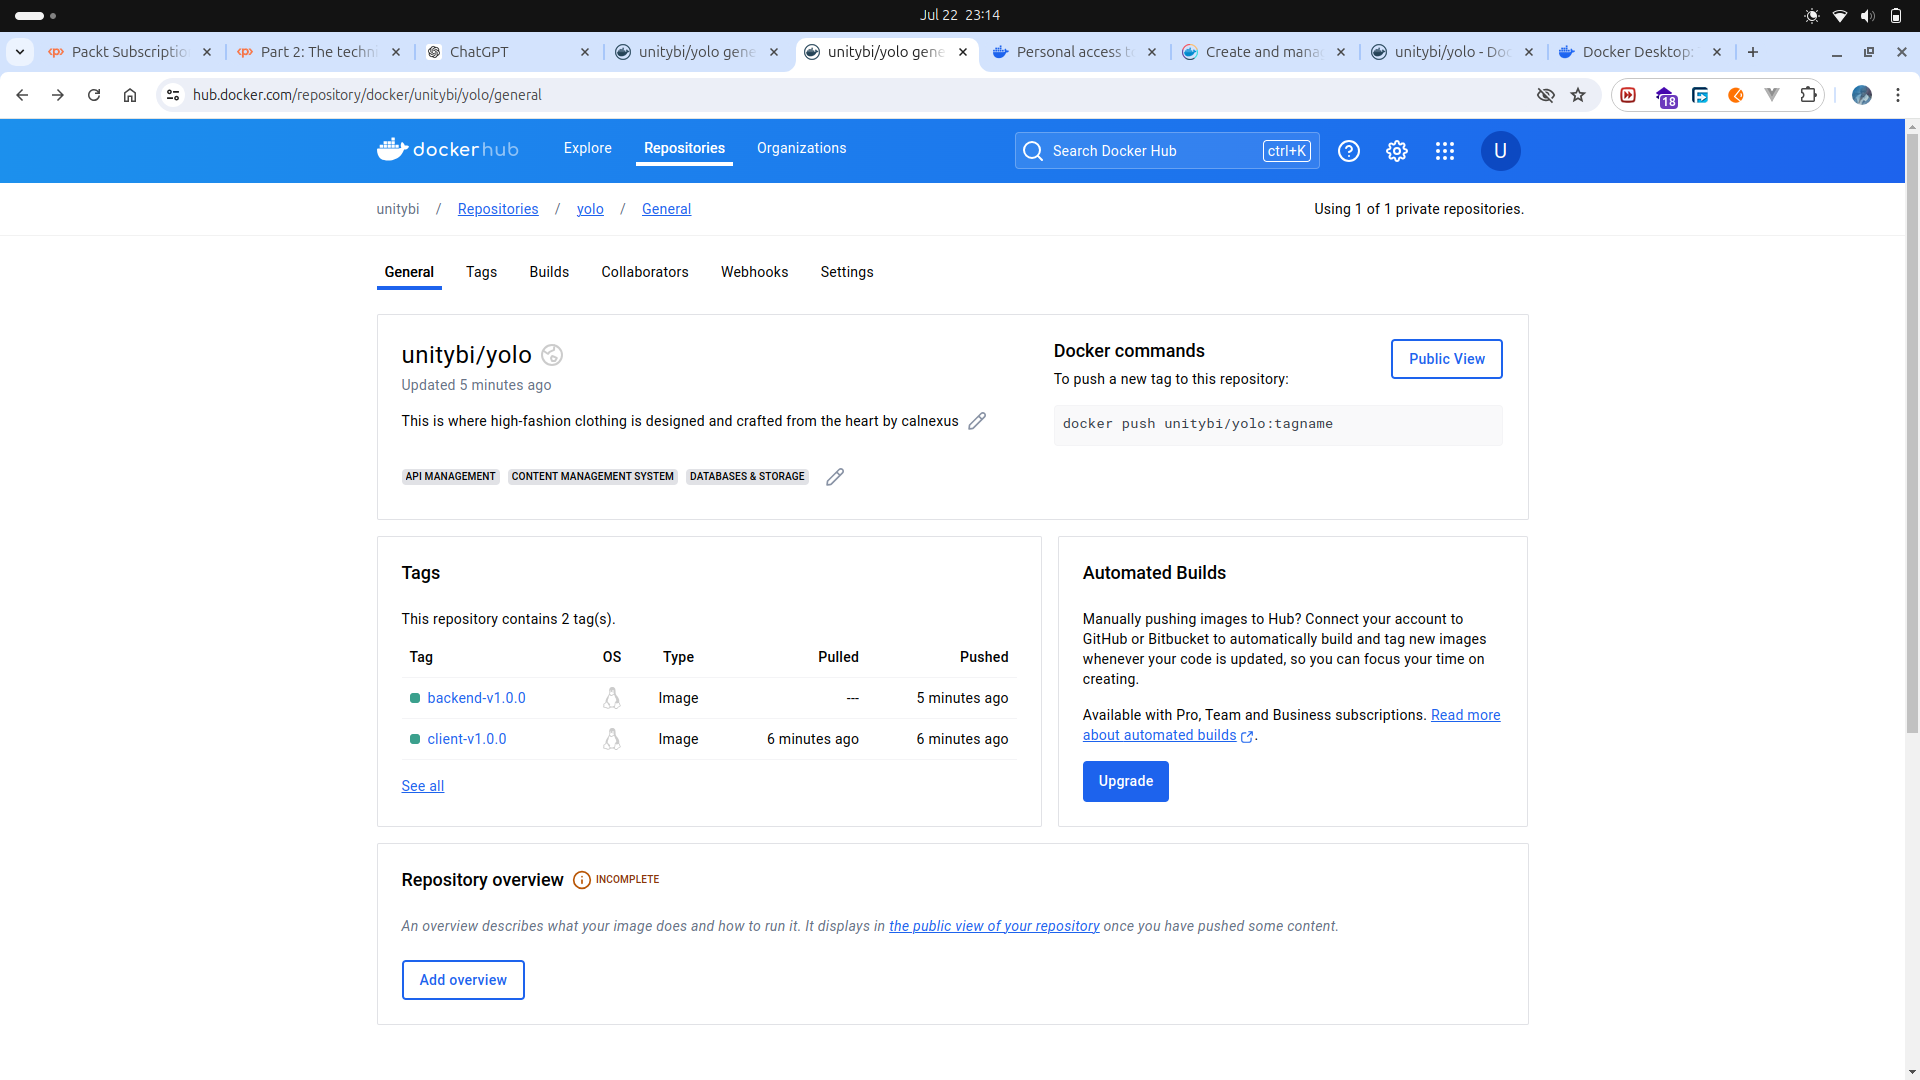 Jul 22 23:14
Packt Subscriptio
Part 2: The techni
ChatGPT
unitybi/yolo gene
unitybi/yolo gene
Personal access t
Create and mana
unitybi/yolo - Doc
Docker Desktop:
hub.docker.com/repository/docker/unitybi/yolo/general
18
docker hub
Explore
Repositories
Organizations
Search Docker Hub
ctrl+K
U
unitybi / Repositories / yolo / General
Using 1 of 1 private repositories.
General
Tags
Builds
Collaborators
Webhooks
Settings
unitybi/yolo
Updated 5 minutes ago
This is where high-fashion clothing is designed and crafted from the heart by calnexus
API MANAGEMENT
CONTENT MANAGEMENT SYSTEM
DATABASES & STORAGE
Docker commands
To push a new tag to this repository:
Public View
docker push unitybi/yolo:tagname
Tags
This repository contains 2 tag(s).
Tag OS Type Pulled Pushed
backend-v1.0.0 Image --- 5 minutes ago
client-v1.0.0 Image 6 minutes ago 6 minutes ago
See all
Automated Builds
Manually pushing images to Hub? Connect your account to
GitHub or Bitbucket to automatically build and tag new images
whenever your code is updated, so you can focus your time on
creating.
Available with Pro, Team and Business subscriptions. Read more
about automated builds.
Upgrade
Repository overview
INCOMPLETE
An overview describes what your image does and how to run it. It displays in the public view of your repository once you have pushed some content.
Add overview